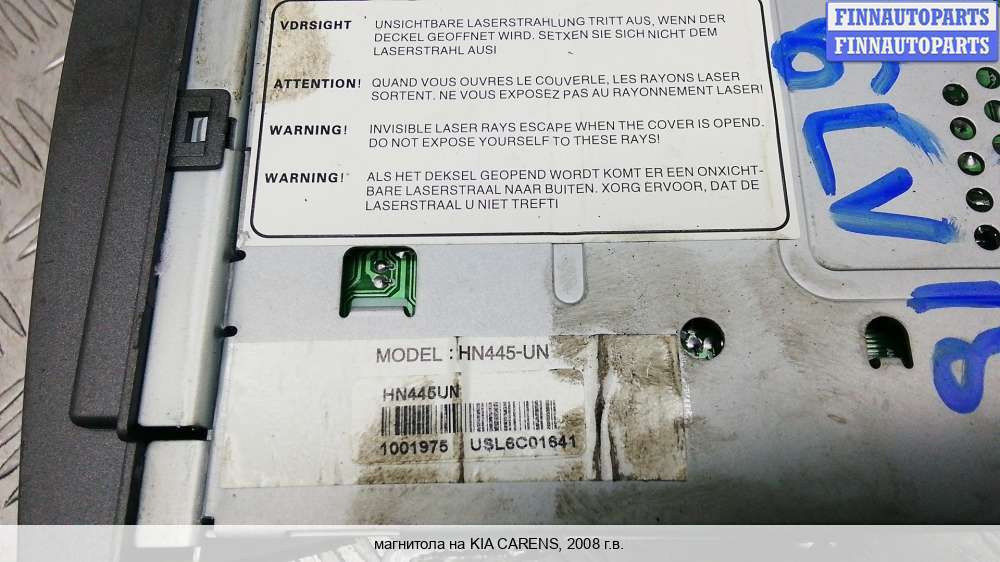 FINNAUTOPARTS
FINNAUTOPARTS
VDRSIGHT UNSICHTBARE LASERSTRAHLUNG TRITT AUS, WENN DER
DECKEL GEOFFNET WIRD. SETXEN SIE SICH NICHT DEM
LASERSTRAHL AUSI
ATTENTION! QUAND VOUS OUVRES LE COUVERLE, LES RAYONS LASER
SORTENT. NE VOUS EXPOSEZ PAS AU RAYONNEMENT LASER!
WARNING! INVISIBLE LASER RAYS ESCAPE WHEN THE COVER IS OPEND.
DO NOT EXPOSE YOURSELF TO THESE RAYS!
WARNING! ALS HET DEKSEL GEOPEND WORDT KOMT ER EEN ONXICHT-
BARE LASERSTRAAL NAAR BUITEN. XORG ERVOOR, DAT DE
LASERSTRAAL U NIET TREFTI
MODEL : HN445-UN
HN445UN
1001975 USL6C01641
магнитола на KIA CARENS, 2008 г.в.